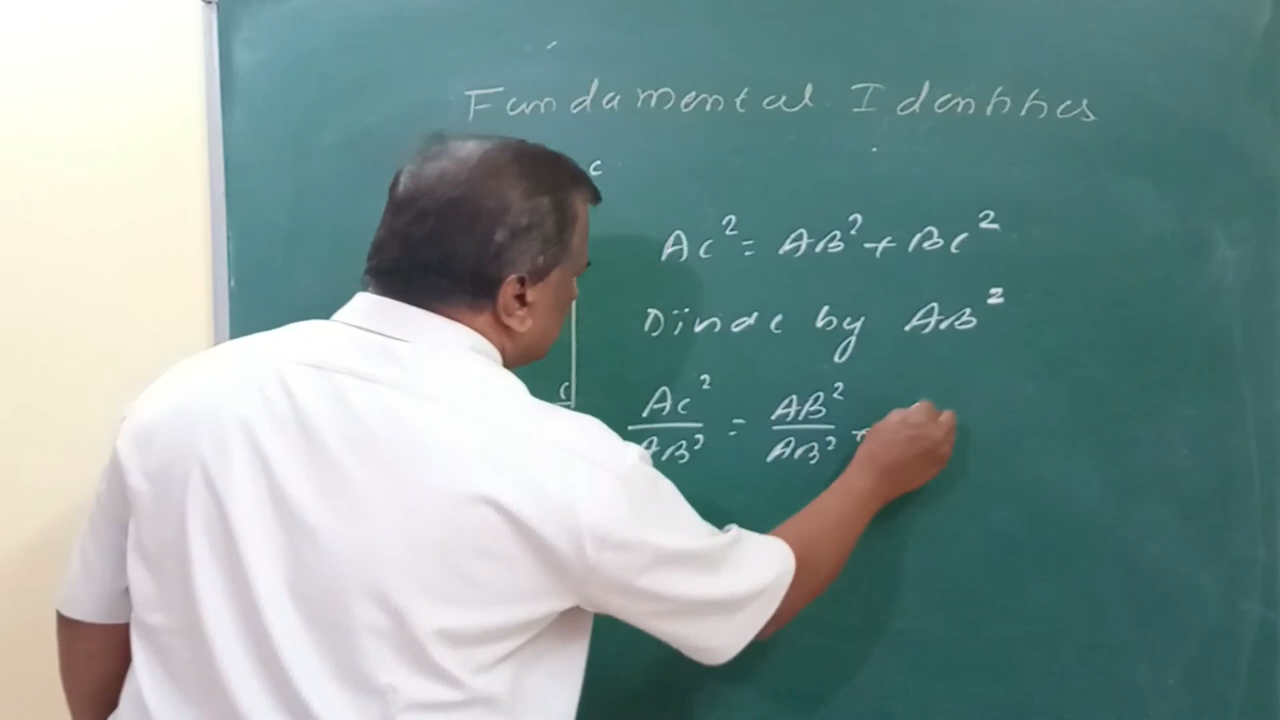 Fundamental Identities
C
AC² = AB² + BC²
Divide by AB²
AC²/AB² = AB²/AB² +